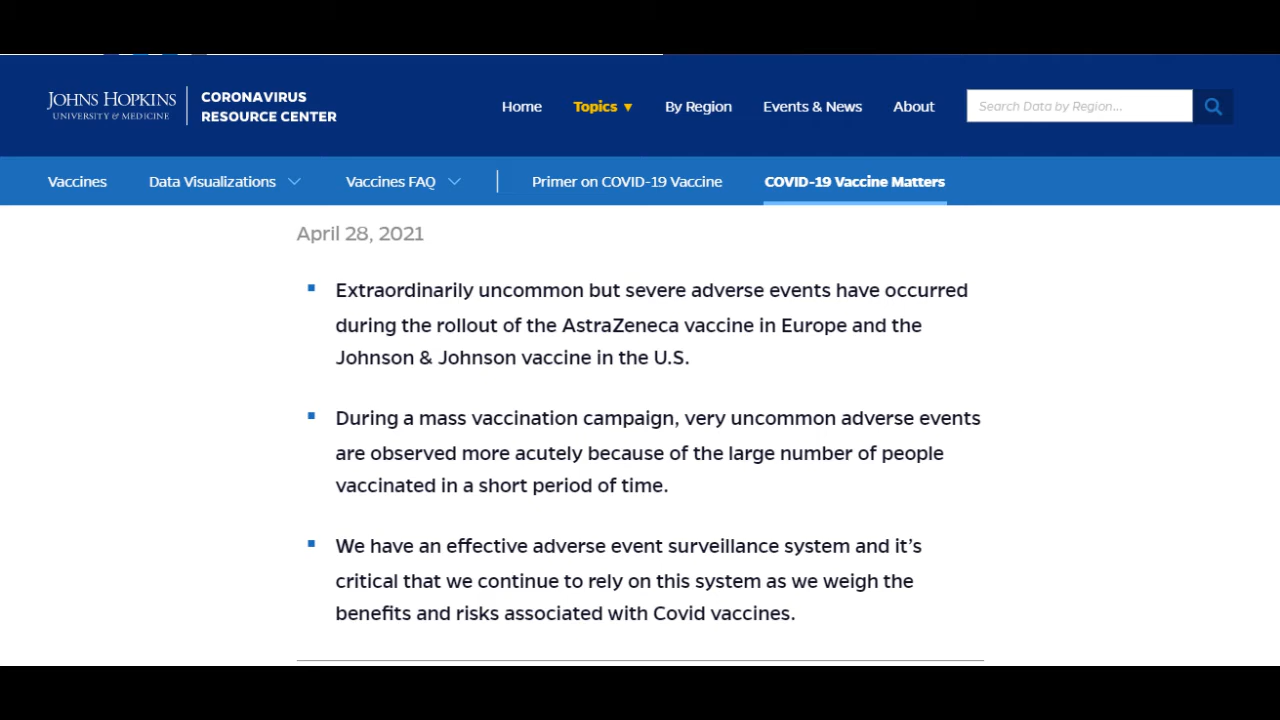 JOHNS HOPKINS
UNIVERSITY & MEDICINE
CORONAVIRUS
RESOURCE CENTER
Home
Topics ▼
By Region
Events & News
About
Search Data by Region...
Vaccines
Data Visualizations
Vaccines FAQ
Primer on COVID-19 Vaccine
COVID-19 Vaccine Matters
April 28, 2021
Extraordinarily uncommon but severe adverse events have occurred
during the rollout of the AstraZeneca vaccine in Europe and the
Johnson & Johnson vaccine in the U.S.
During a mass vaccination campaign, very uncommon adverse events
are observed more acutely because of the large number of people
vaccinated in a short period of time.
We have an effective adverse event surveillance system and it's
critical that we continue to rely on this system as we weigh the
benefits and risks associated with Covid vaccines.